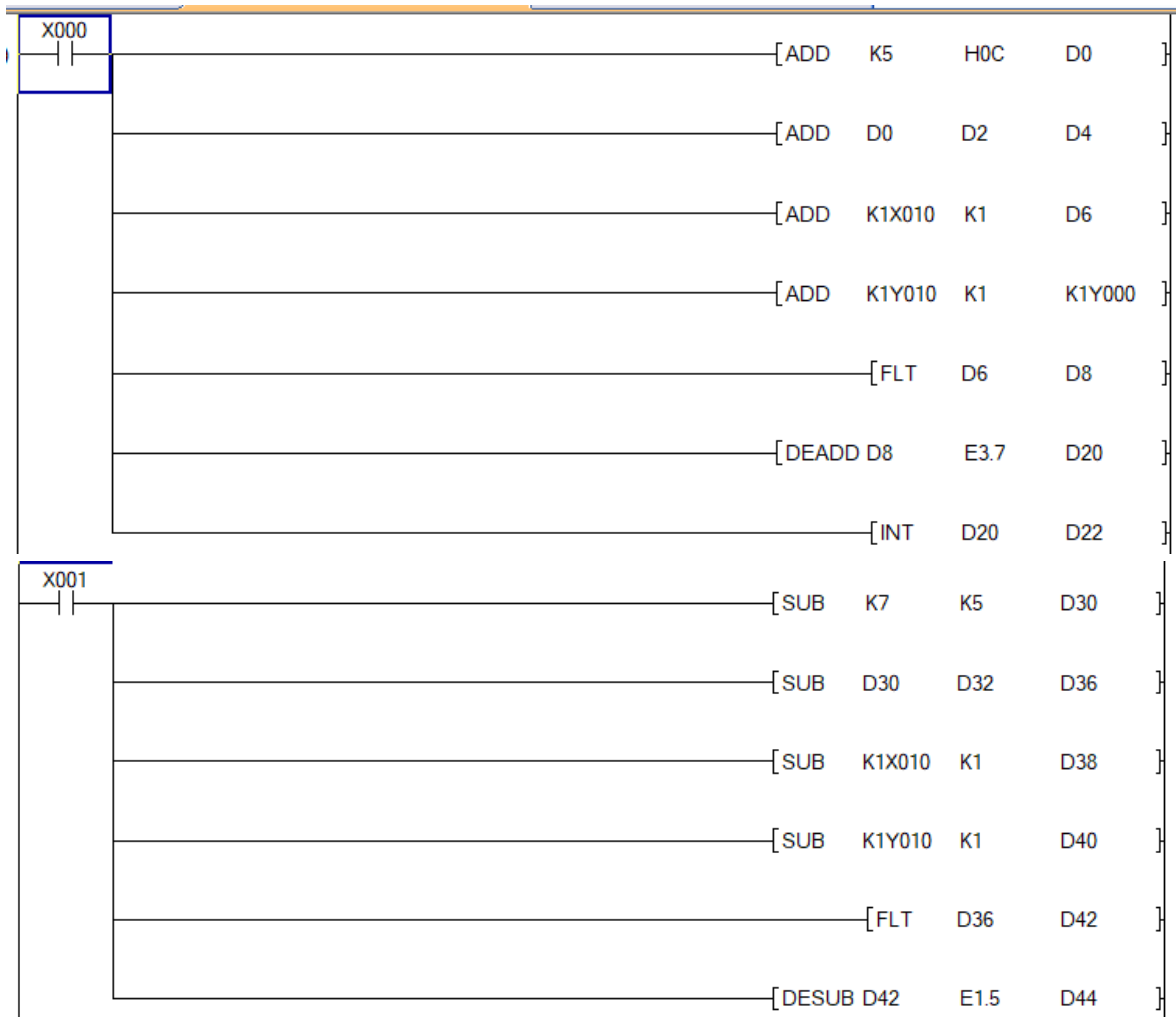 X000
ADD K5 H0C D0
ADD D0 D2 D4
ADD K1X010 K1 D6
ADD K1Y010 K1 K1Y000
FLT D6 D8
DEADD D8 E3.7 D20
INT D20 D22
X001
SUB K7 K5 D30
SUB D30 D32 D36
SUB K1X010 K1 D38
SUB K1Y010 K1 D40
FLT D36 D42
DESUB D42 E1.5 D44